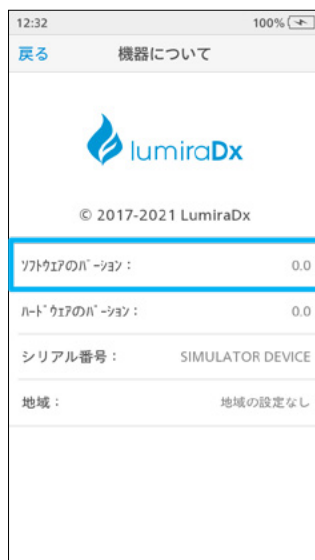 12:32 100%
戻る 機器について
lumiraDx
© 2017-2021 LumiraDx
ｿﾌﾄｳｪｱのﾊﾞｰｼﾞｮﾝ： 0.0
ﾊｰﾄﾞｳｪｱのﾊﾞｰｼﾞｮﾝ： 0.0
シリアル番号： SIMULATOR DEVICE
地域： 地域の設定なし